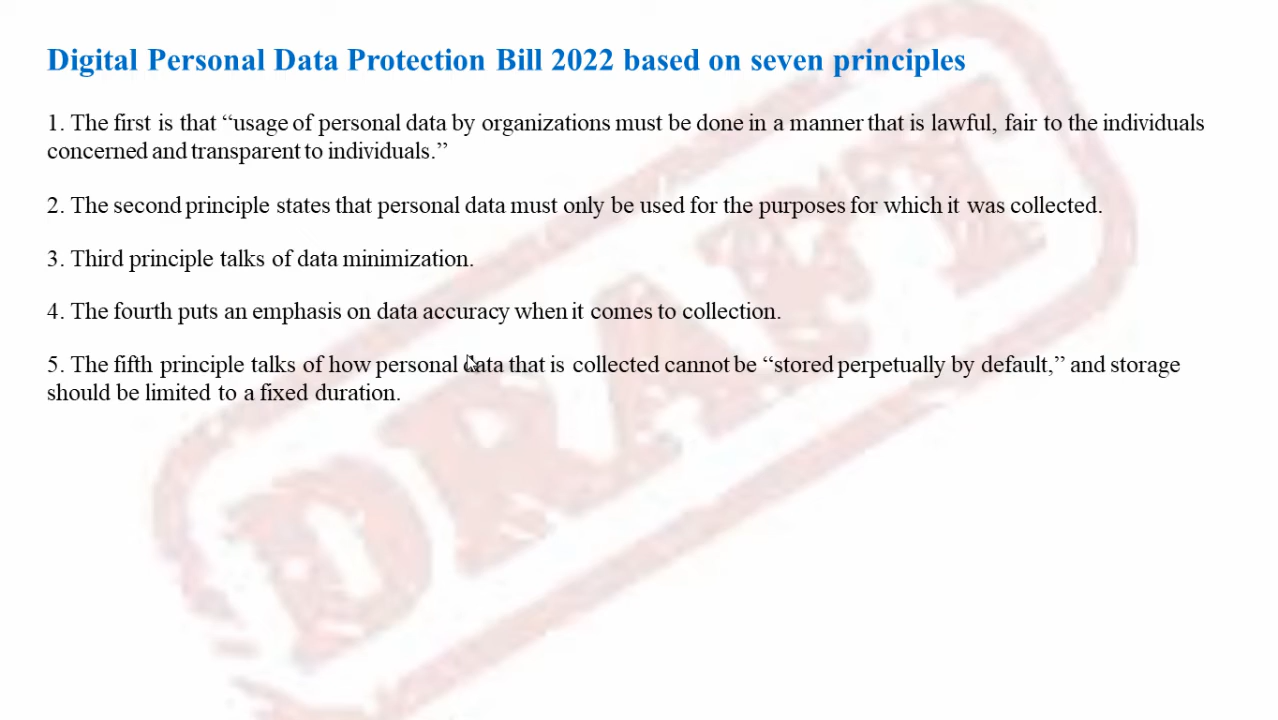 Digital Personal Data Protection Bill 2022 based on seven principles
1. The first is that “usage of personal data by organizations must be done in a manner that is lawful, fair to the individuals
concerned and transparent to individuals.”
2. The second principle states that personal data must only be used for the purposes for which it was collected.
3. Third principle talks of data minimization.
4. The fourth puts an emphasis on data accuracy when it comes to collection.
5. The fifth principle talks of how personal data that is collected cannot be “stored perpetually by default,” and storage
should be limited to a fixed duration.
DRAFT